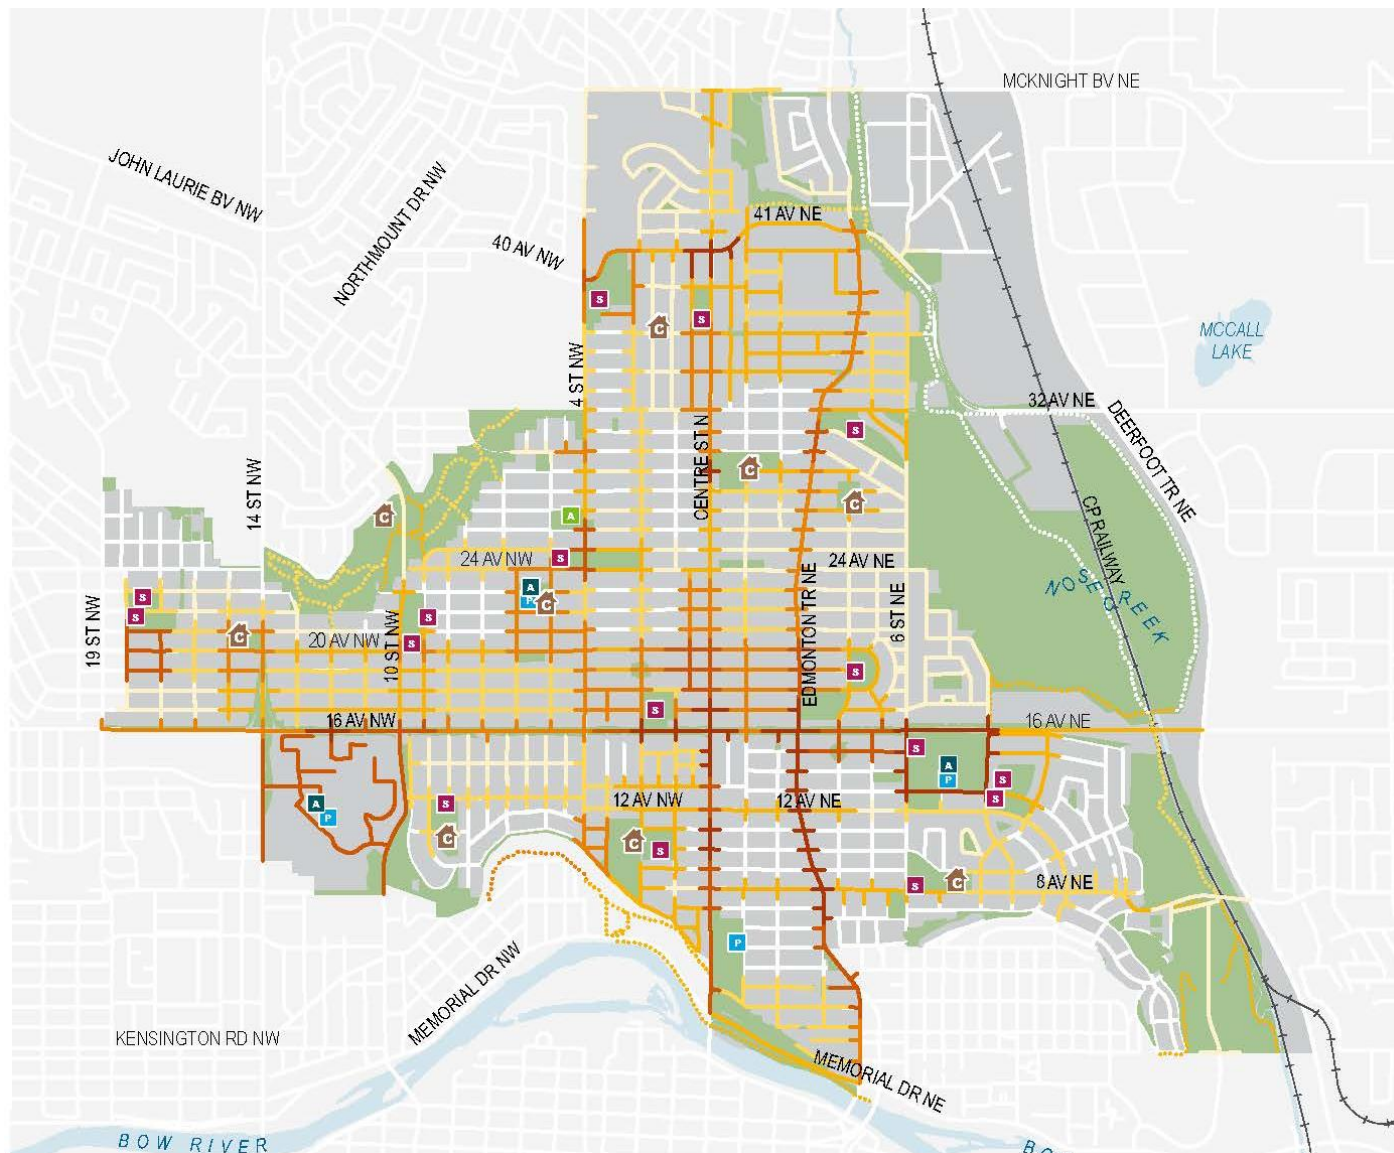 MCKNIGHT BV NE
JOHN LAURIE BV NW
NORTHMOUNT DR NW
41 AV NE
40 AV NW
S
S
C
MCCALL
LAKE
4 ST NW
32 AV NE
DEERFOOT TR NE
CENTRE ST N
S
14 ST NW
C
C
C
A
CP RAILWAY
24 AV NW
S
24 AV NE
NOSE CREEK
19 ST NW
S
S
A
P
C
S
S
10 ST NW
6 ST NE
C
20 AV NW
EDMONTON TR NE
S
S
16 AV NW
16 AV NE
S
A
P
S
S
A
P
S
12 AV NW
12 AV NE
C
C
S
S
C
8 AV NE
P
MEMORIAL DR NW
KENSINGTON RD NW
MEMORIAL DR NE
BOW RIVER
BO